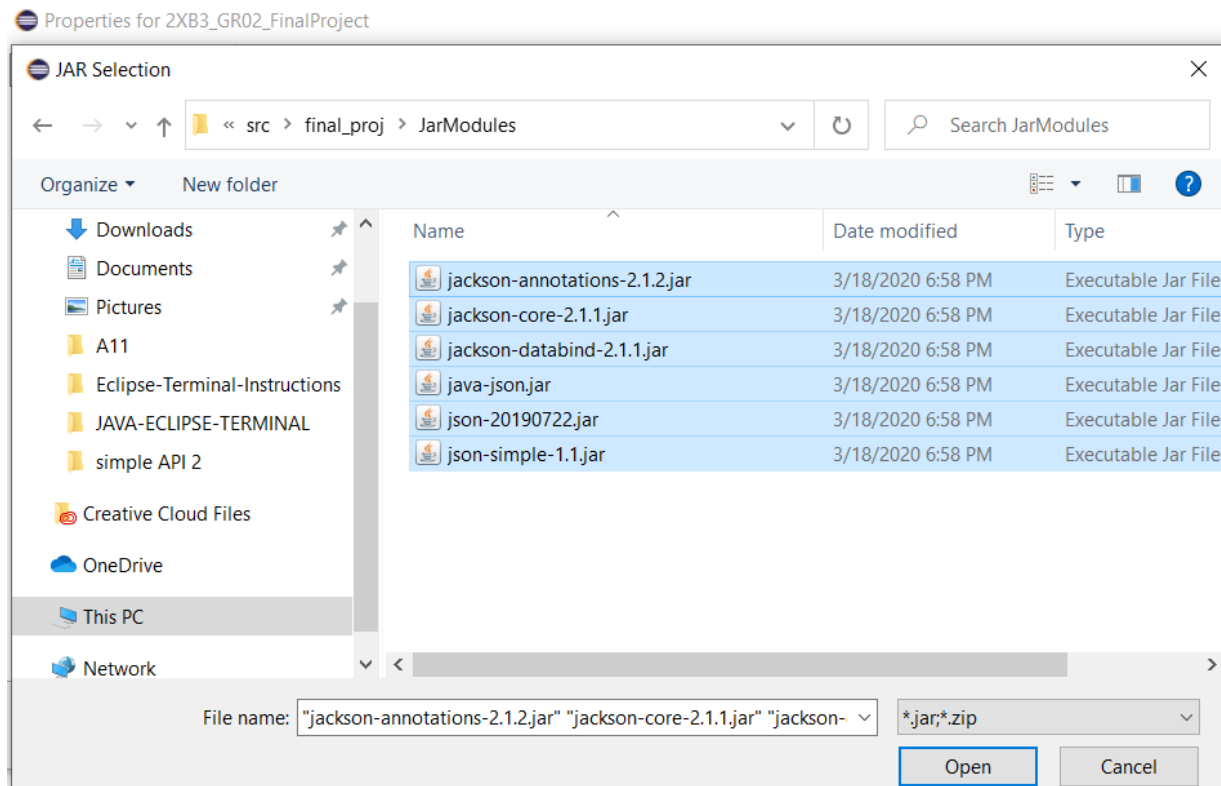 Properties for 2XB3_GR02_FinalProject
JAR Selection
« src > final_proj > JarModules
Search JarModules
Organize
New folder
?
Downloads
Documents
Pictures
A11
Eclipse-Terminal-Instructions
JAVA-ECLIPSE-TERMINAL
simple API 2
Creative Cloud Files
OneDrive
This PC
Network
Name Date modified Type
jackson-annotations-2.1.2.jar 3/18/2020 6:58 PM Executable Jar File
jackson-core-2.1.1.jar 3/18/2020 6:58 PM Executable Jar File
jackson-databind-2.1.1.jar 3/18/2020 6:58 PM Executable Jar File
java-json.jar 3/18/2020 6:58 PM Executable Jar File
json-20190722.jar 3/18/2020 6:58 PM Executable Jar File
json-simple-1.1.jar 3/18/2020 6:58 PM Executable Jar File
File name: "jackson-annotations-2.1.2.jar" "jackson-core-2.1.1.jar" "jackson-
*.jar;*.zip
Open
Cancel